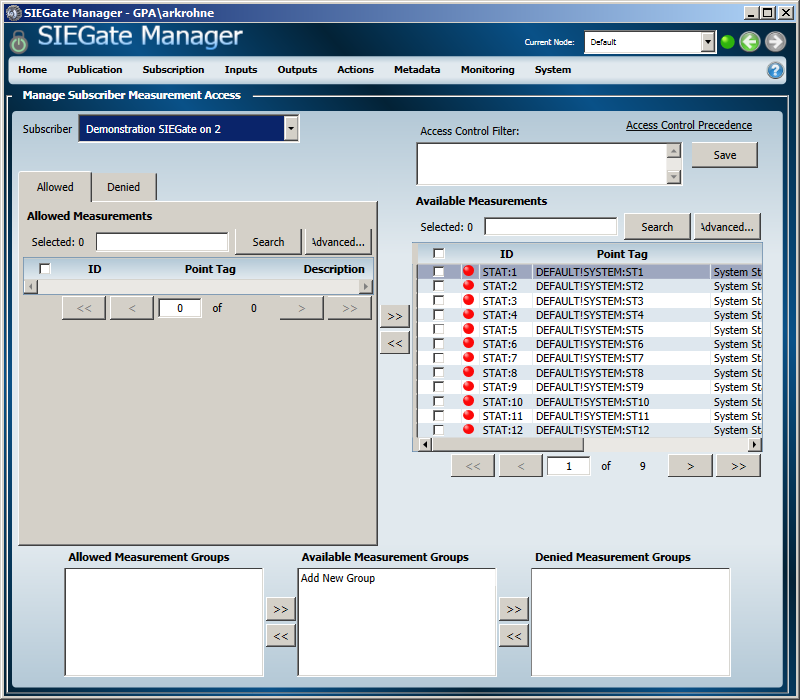 SIEGate Manager - GPA\arkrohne
SIEGate Manager
Current Node: Default
Home Publication Subscription Inputs Outputs Actions Metadata Monitoring System
Manage Subscriber Measurement Access
Subscriber Demonstration SIEGate on 2
Access Control Filter: Access Control Precedence
Save
Allowed Denied
Allowed Measurements
Selected: 0 Search Advanced...
ID Point Tag Description
<< < 0 of 0 > >>
>>
<<
Available Measurements
Selected: 0 Search Advanced...
ID Point Tag
STAT:1 DEFAULT!SYSTEM:ST1 System St
STAT:2 DEFAULT!SYSTEM:ST2 System St
STAT:3 DEFAULT!SYSTEM:ST3 System St
STAT:4 DEFAULT!SYSTEM:ST4 System St
STAT:5 DEFAULT!SYSTEM:ST5 System St
STAT:6 DEFAULT!SYSTEM:ST6 System St
STAT:7 DEFAULT!SYSTEM:ST7 System St
STAT:8 DEFAULT!SYSTEM:ST8 System St
STAT:9 DEFAULT!SYSTEM:ST9 System St
STAT:10 DEFAULT!SYSTEM:ST10 System St
STAT:11 DEFAULT!SYSTEM:ST11 System St
STAT:12 DEFAULT!SYSTEM:ST12 System St
<< < 1 of 9 > >>
Allowed Measurement Groups Available Measurement Groups Denied Measurement Groups
Add New Group
>> >>
<< <<